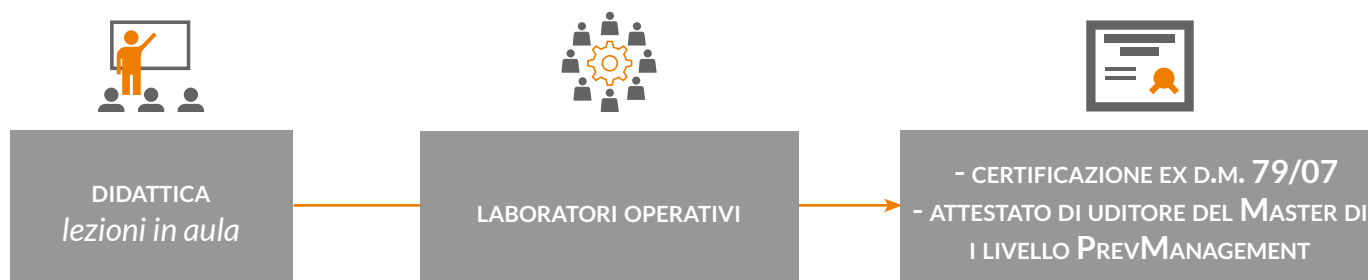 DIDATTICA
lezioni in aula
LABORATORI OPERATIVI
- CERTIFICAZIONE EX D.M. 79/07
- ATTESTATO DI UDITORE DEL MASTER DI
I LIVELLO PREVMANAGEMENT